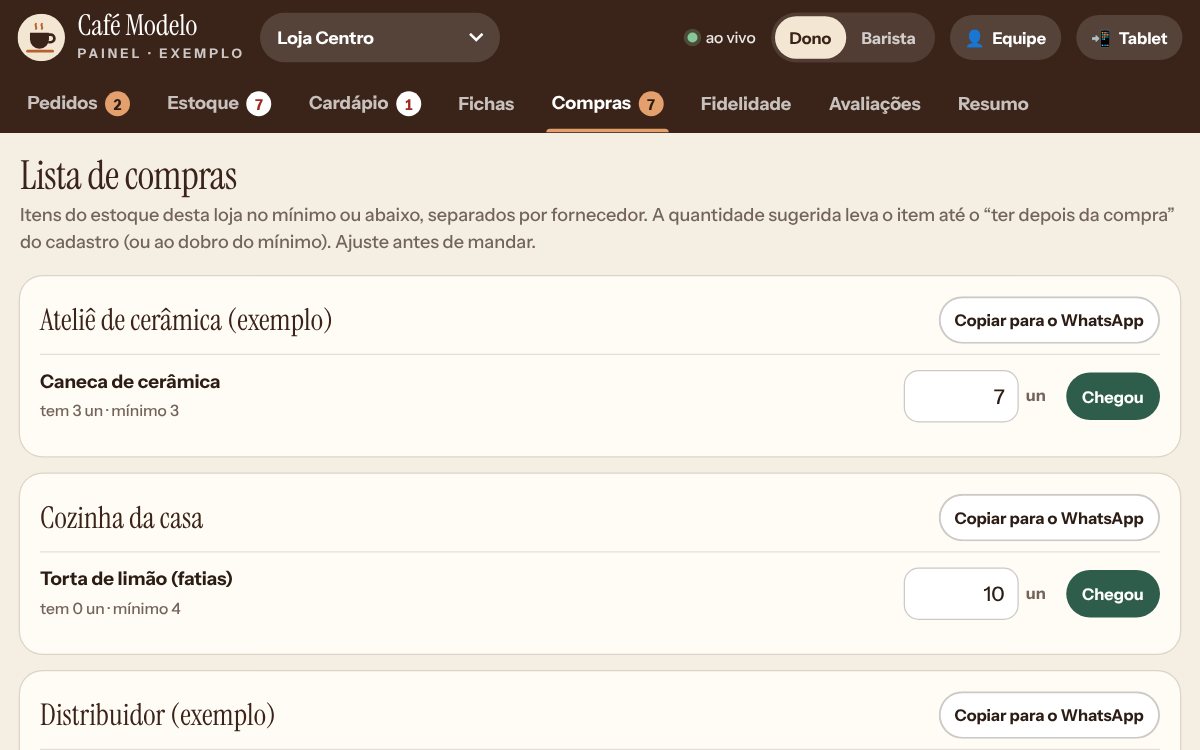 Café Modelo
PAINEL · EXEMPLO
Loja Centro
ao vivo
Dono
Barista
Equipe
Tablet
Pedidos 2
Estoque 7
Cardápio 1
Fichas
Compras 7
Fidelidade
Avaliações
Resumo
Lista de compras
Itens do estoque desta loja no mínimo ou abaixo, separados por fornecedor. A quantidade sugerida leva o item até o “ter depois da compra”
do cadastro (ou ao dobro do mínimo). Ajuste antes de mandar.
Ateliê de cerâmica (exemplo)
Copiar para o WhatsApp
Caneca de cerâmica
tem 3 un · mínimo 3
7 un
Chegou
Cozinha da casa
Copiar para o WhatsApp
Torta de limão (fatias)
tem 0 un · mínimo 4
10 un
Chegou
Distribuidor (exemplo)
Copiar para o WhatsApp